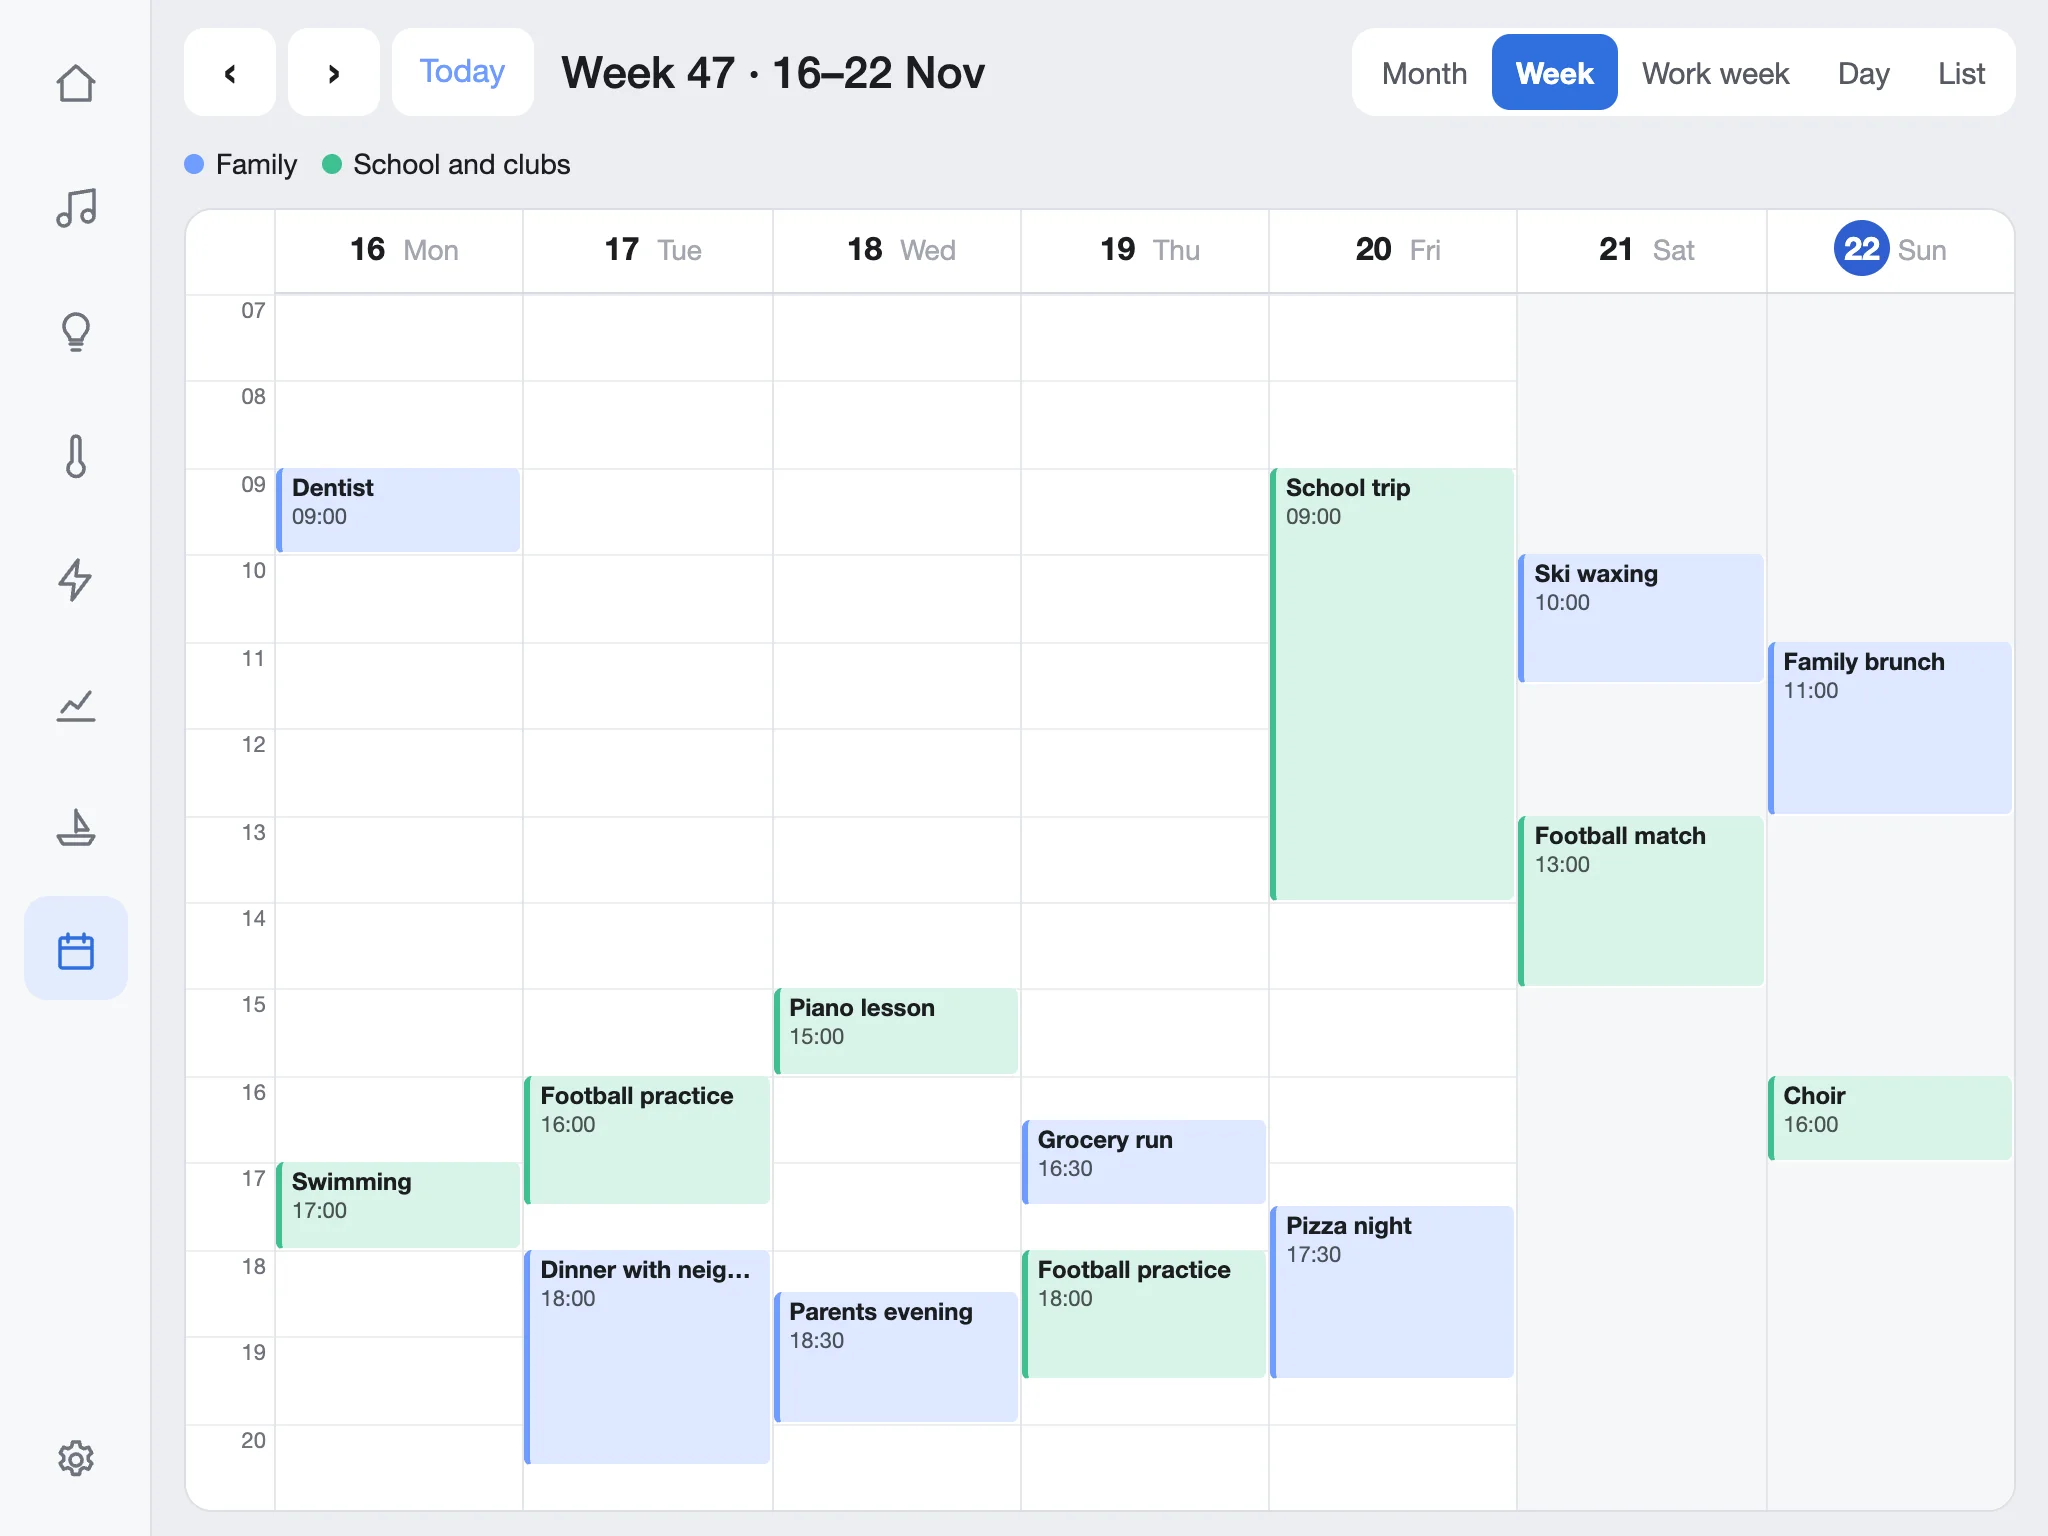 ‹ › Today Week 47 · 16–22 Nov Month Week Work week Day List
Family School and clubs
16 Mon 17 Tue 18 Wed 19 Thu 20 Fri 21 Sat 22 Sun
07
08
09
Dentist
09:00
School trip
09:00
10
Ski waxing
10:00
11
Family brunch
11:00
12
13
Football match
13:00
14
15
Piano lesson
15:00
16
Football practice
16:00
Choir
16:00
Grocery run
16:30
17
Swimming
17:00
Pizza night
17:30
18
Dinner with neig...
18:00
Football practice
18:00
Parents evening
18:30
19
20